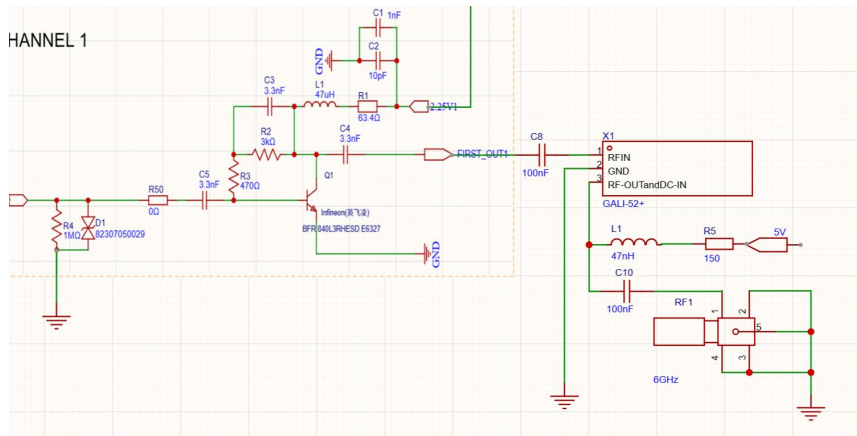 C1 1nF
HANNEL 1
C2
GND
10pF
C3
3.3nF
L1
47uH
R1
63.4Ω
2.25V1
R2
3kΩ
C4
3.3nF
FIRST_OUT1
C8
100nF
X1
1
RFIN
2
GND
3
RF-OUTandDC-IN
GALI-52+
C5
3.3nF
R3
470Ω
Q1
R50
0Ω
Infineon(英飞凌)
BFR840L3RHESD E6327
R4
1MΩ
D1
82307050029
GND
L1
47nH
R5
150
5V
C10
100nF
RF1
1
2
5
4
3
6GHz